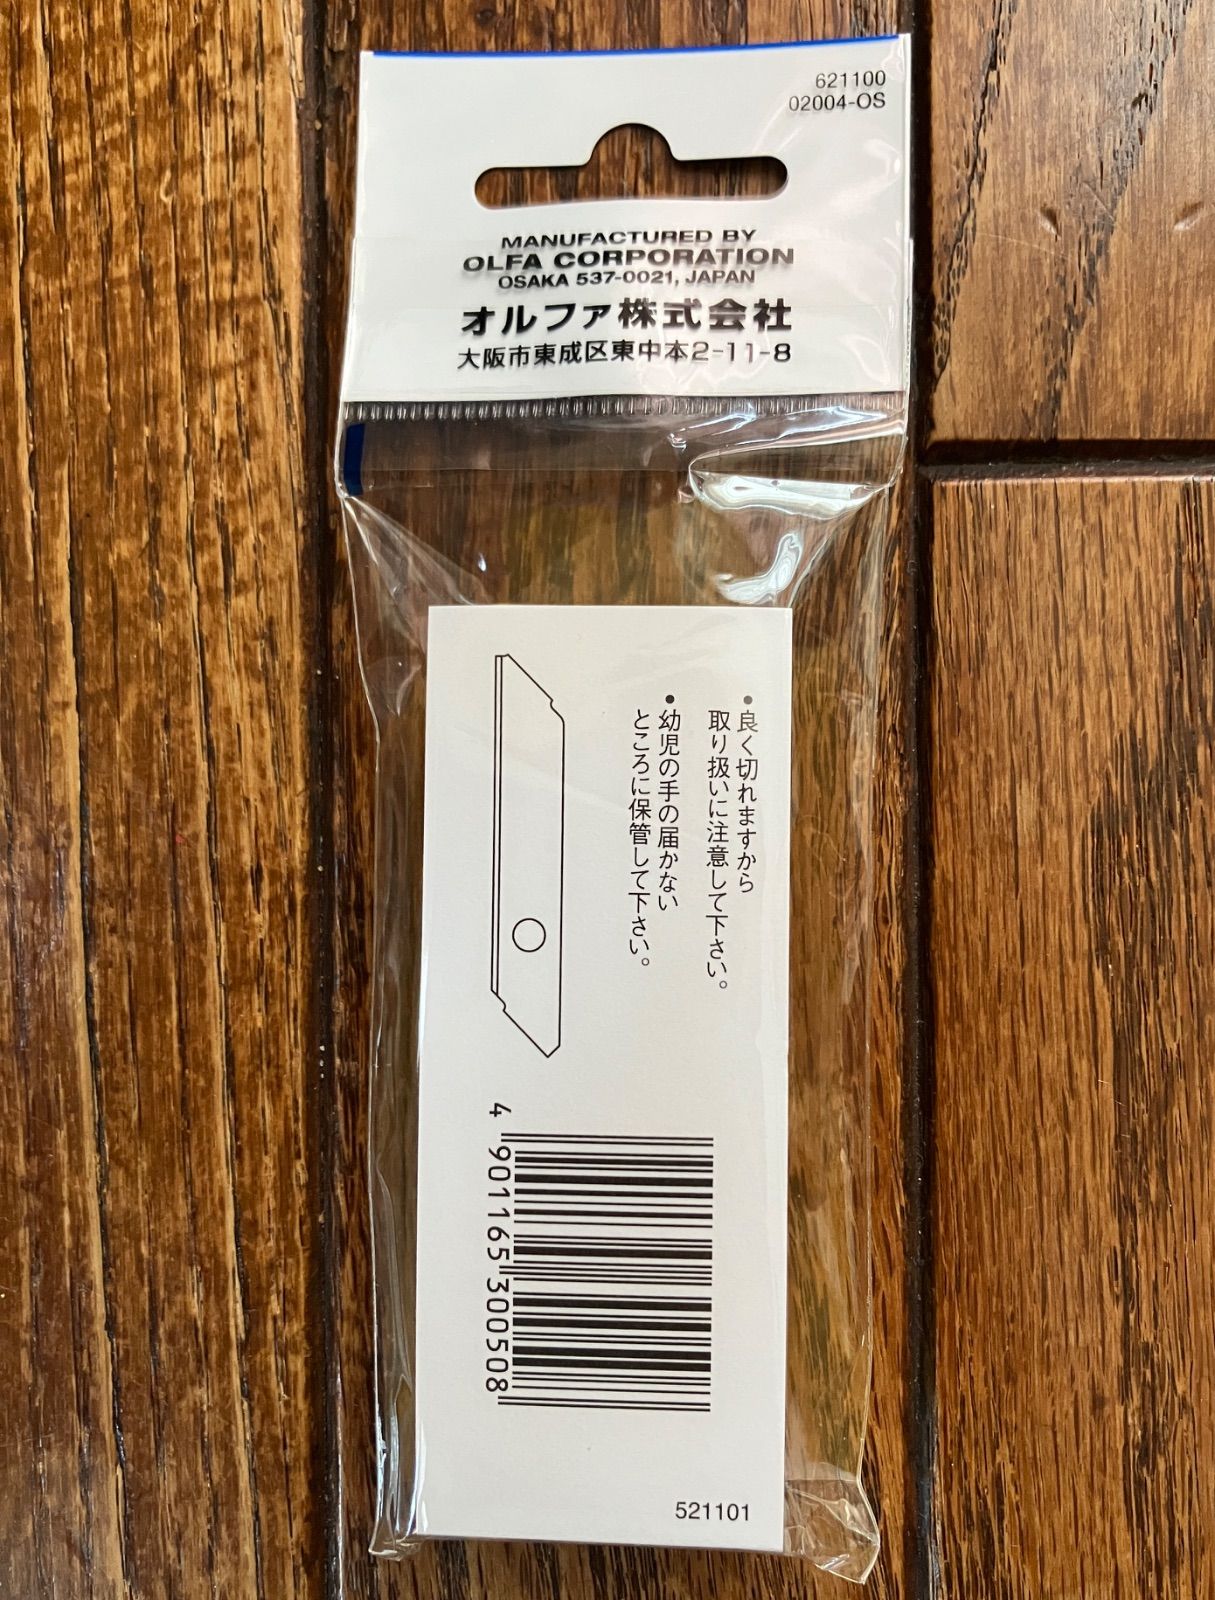 621100
02004-OS
MANUFACTURED BY
OLFA CORPORATION
OSAKA 537-0021, JAPAN
オルファ株式会社
大阪市東成区東中本2-11-8
●良く切れますから
取り扱いに注意して下さい。
●幼児の手の届かない
ところに保管して下さい。
4 901165 300508
521101